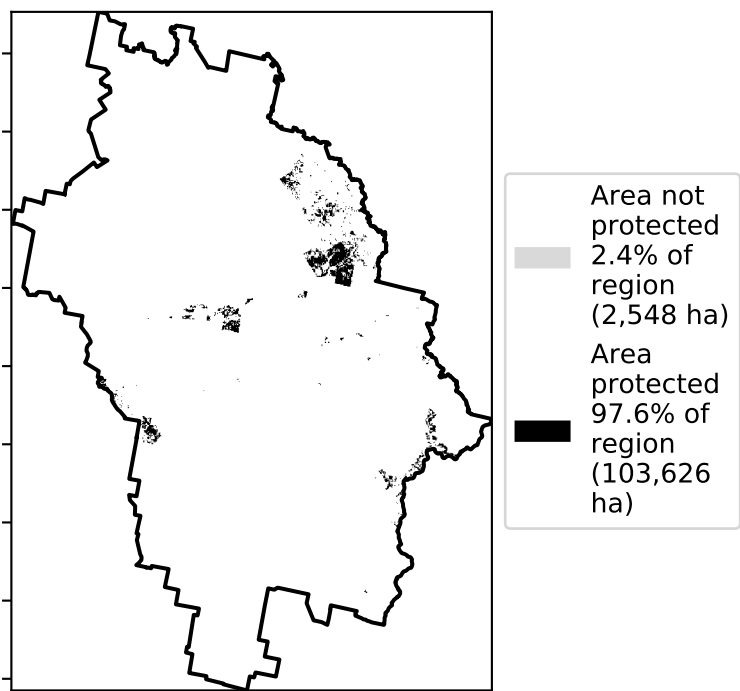 Area not
protected
2.4% of
region
(2,548 ha)
Area
protected
97.6% of
region
(103,626
ha)